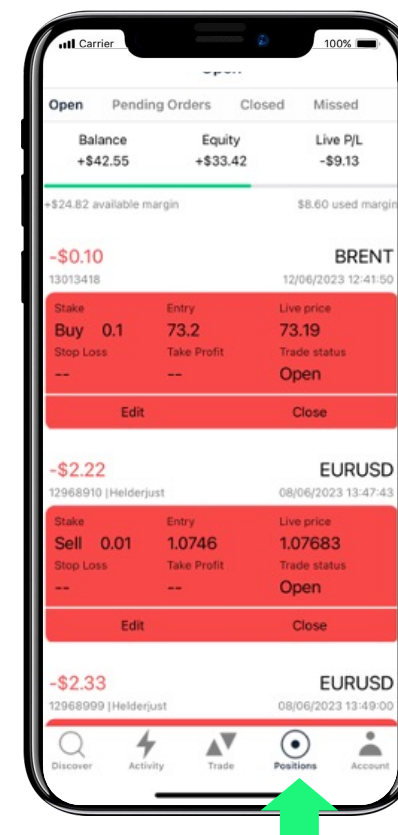 Carrier 100%
Open Pending Orders Closed Missed
Balance Equity Live P/L
+$42.55 +$33.42 -$9.13
+$24.82 available margin $8.60 used margin
-$0.10 BRENT
13013418 12/06/2023 12:41:50
Stake Entry Live price
Buy 0.1 73.2 73.19
Stop Loss Take Profit Trade status
-- -- Open
Edit Close
-$2.22 EURUSD
12968910 |Helderjust 08/06/2023 13:47:43
Stake Entry Live price
Sell 0.01 1.0746 1.07683
Stop Loss Take Profit Trade status
-- -- Open
Edit Close
-$2.33 EURUSD
12968999 |Helderjust 08/06/2023 13:49:00
Discover Activity Trade Positions Account